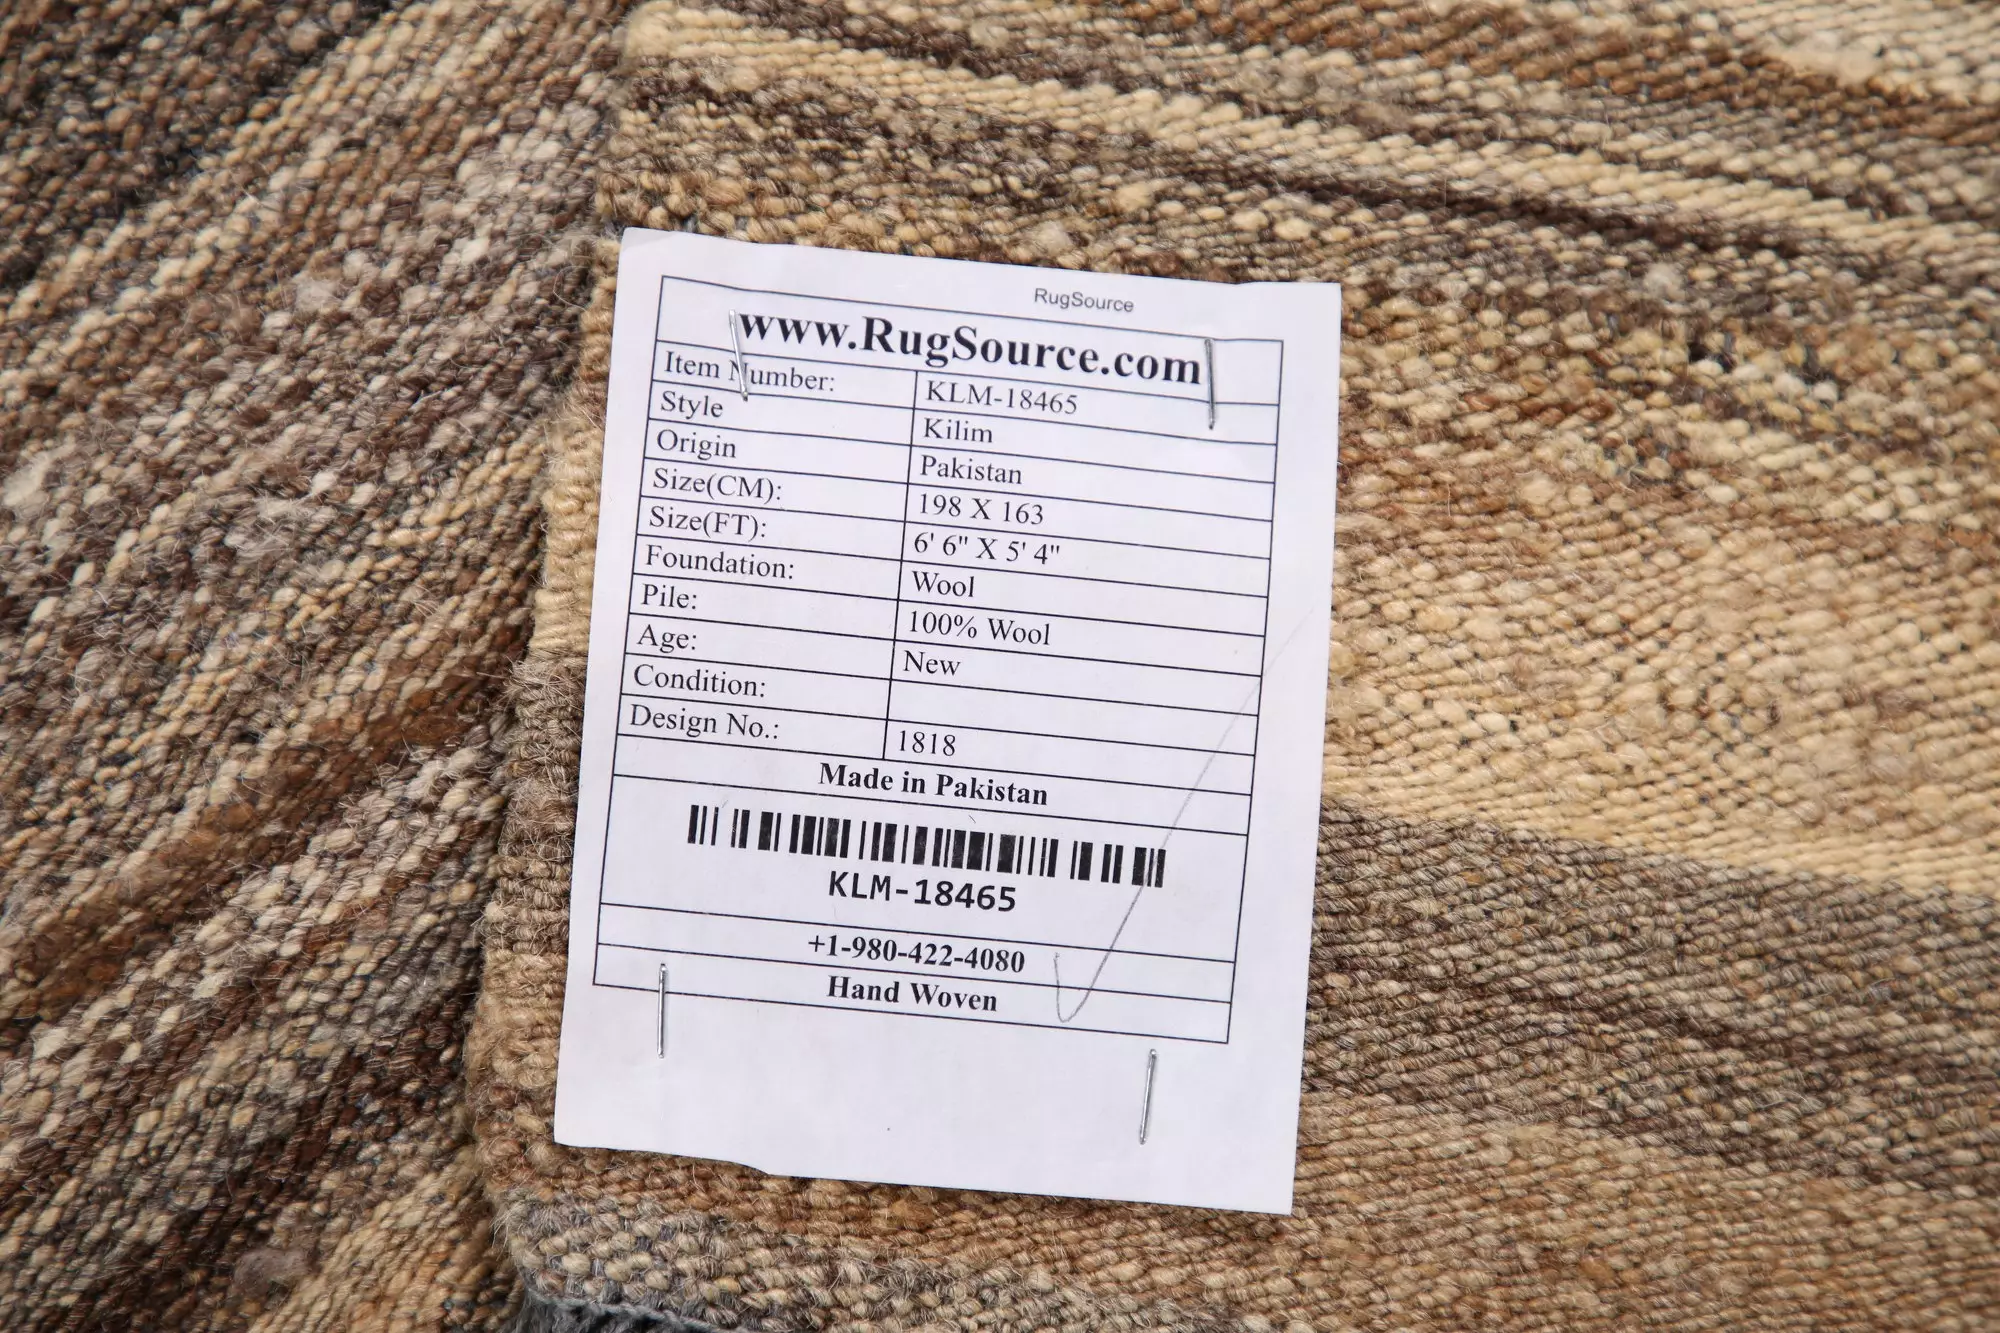 RugSource
www.RugSource.com
Item Number: KLM-18465
Style Kilim
Origin Pakistan
Size(CM): 198 X 163
Size(FT): 6' 6" X 5' 4"
Foundation: Wool
Pile: 100% Wool
Age: New
Condition:
Design No.: 1818
Made in Pakistan
KLM-18465
+1-980-422-4080
Hand Woven